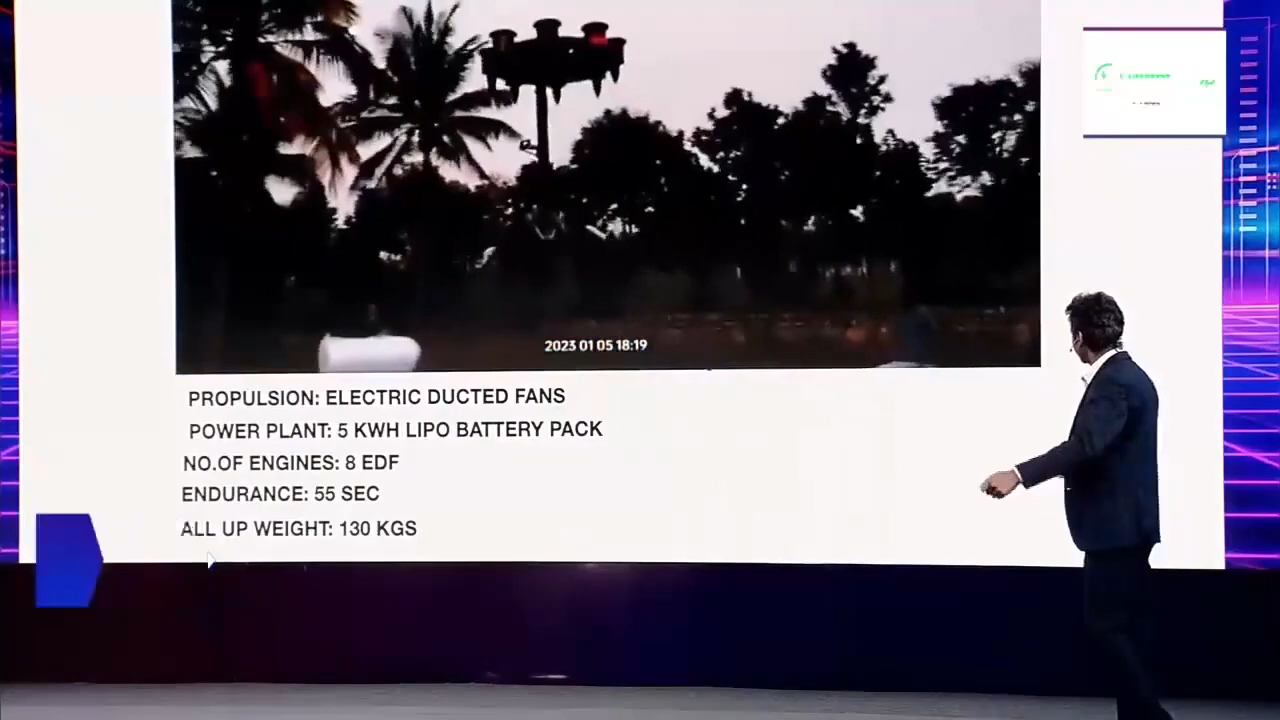 2023 01 05 18:19
PROPULSION: ELECTRIC DUCTED FANS
POWER PLANT: 5 KWH LIPO BATTERY PACK
NO.OF ENGINES: 8 EDF
ENDURANCE: 55 SEC
ALL UP WEIGHT: 130 KGS